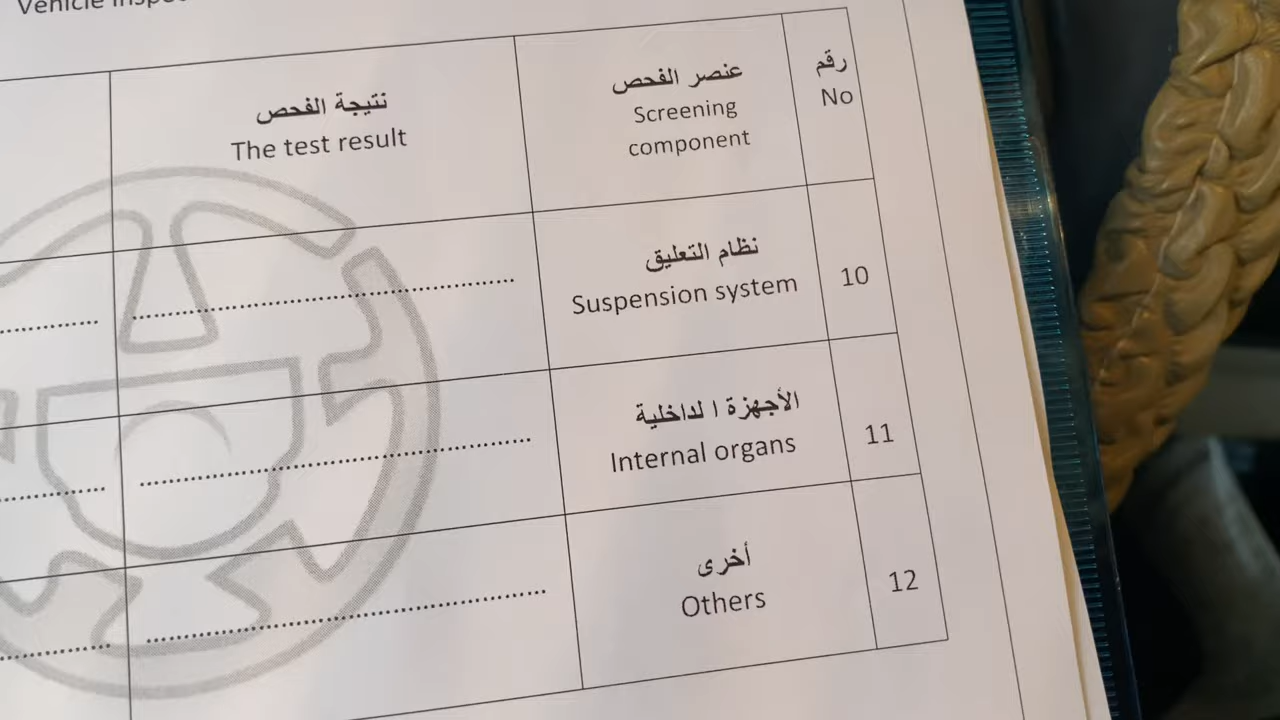 Vehicle
رقم
No
عنصر الفحص
Screening
component
نتيجة الفحص
The test result
10
نظام التعليق
Suspension system
11
الأجهزة ا لداخلية
Internal organs
12
أخرى
Others